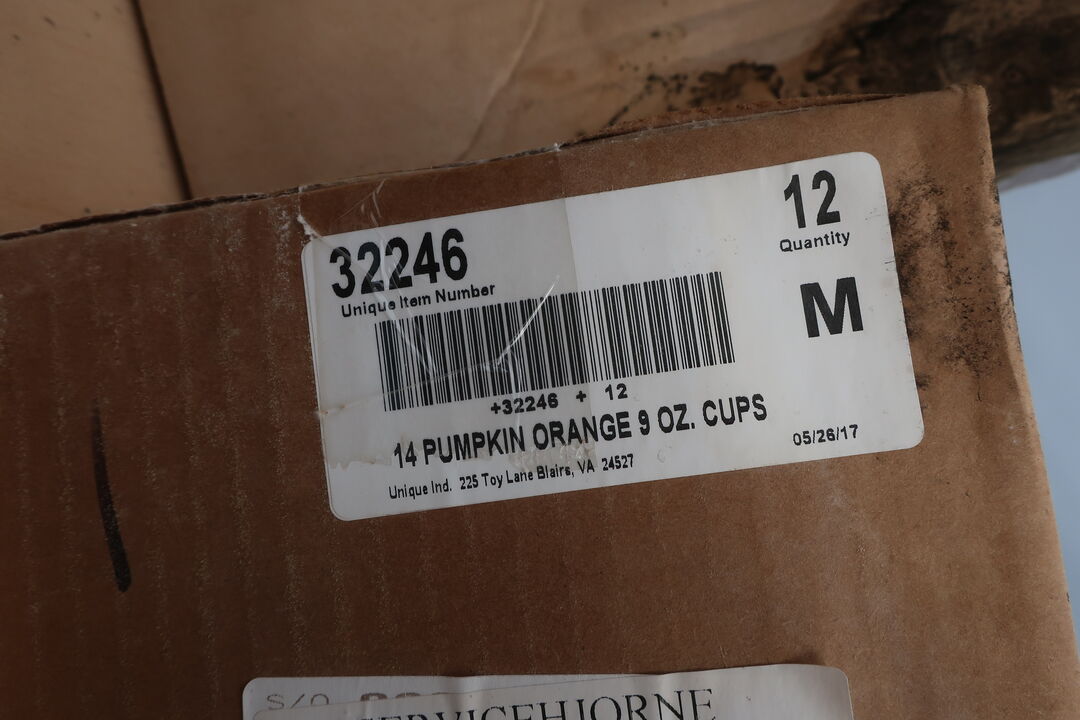 32246
Unique Item Number
12
Quantity
M
+32246 + 12
14 PUMPKIN ORANGE 9 OZ. CUPS
05/26/17
Unique Ind. 225 Toy Lane Blairs, VA 24527
S/O
SERVICEHJORNE